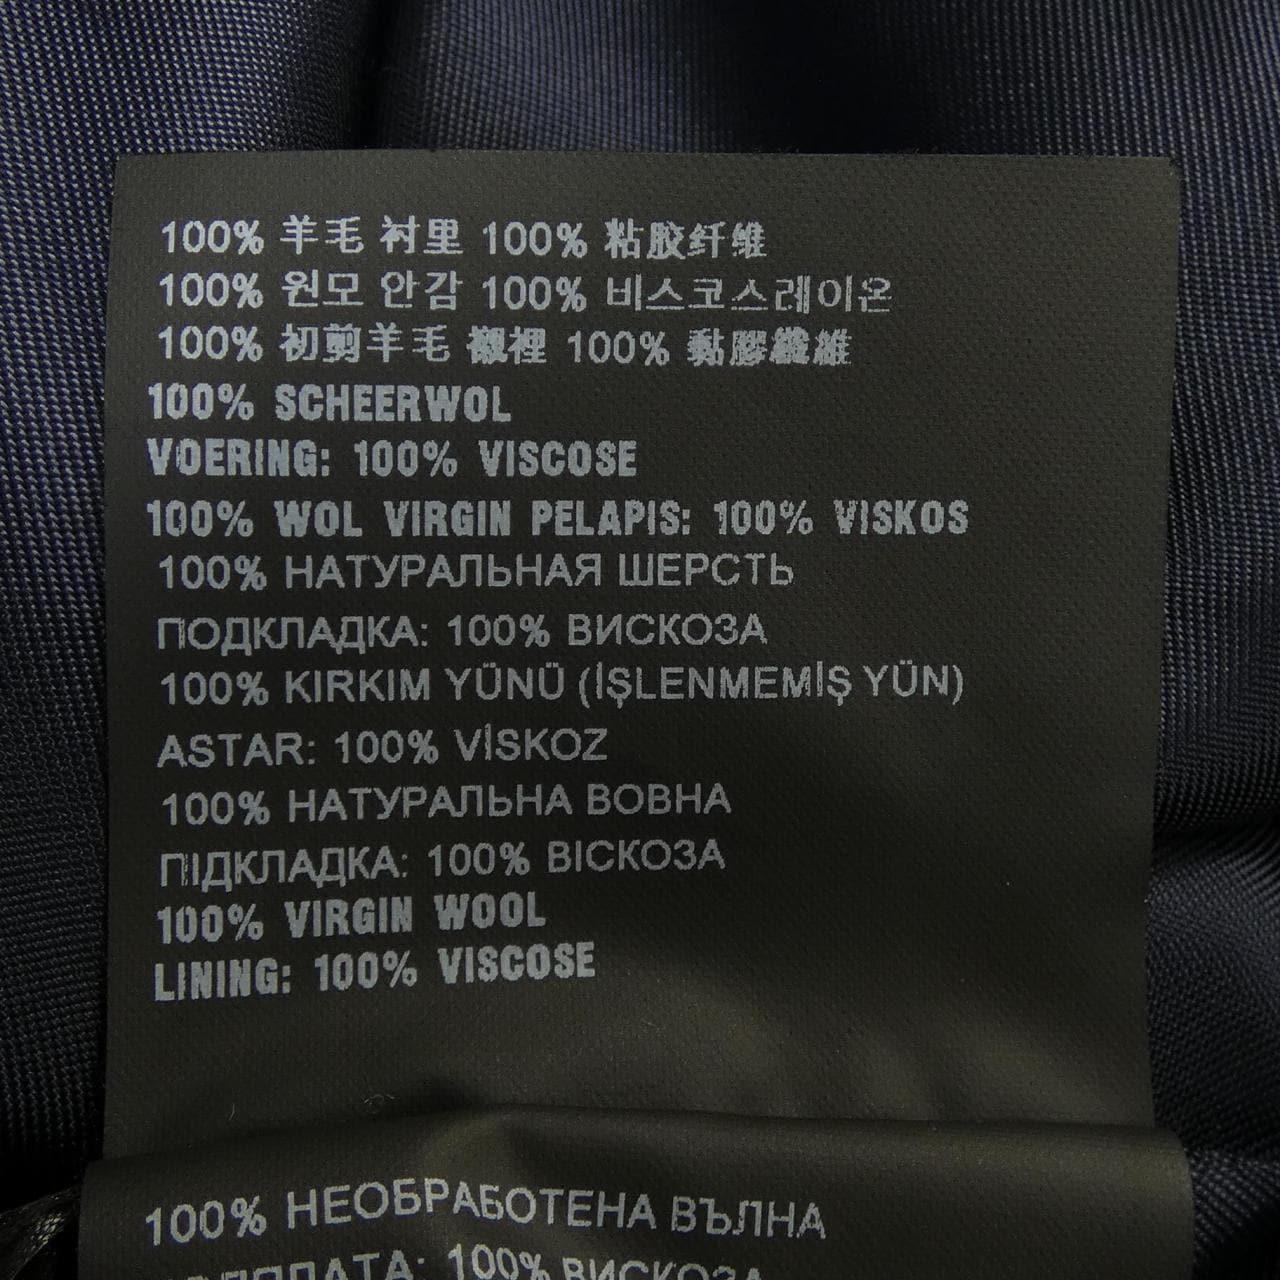 100% 羊毛 衬里 100% 粘胶纤维
100% 원모 안감 100% 비스코스레이온
100% 初剪羊毛 襯裡 100% 黏膠纖維
100% SCHEERWOL
VOERING: 100% VISCOSE
100% WOL VIRGIN PELAPIS: 100% VISKOS
100% НАТУРАЛЬНАЯ ШЕРСТЬ
ПОДКЛАДКА: 100% ВИСКОЗА
100% KIRKIM YÜNÜ (İŞLENMEMİŞ YÜN)
ASTAR: 100% VİSKOZ
100% НАТУРАЛЬНА ВОВНА
ПІДКЛАДКА: 100% ВІСКОЗА
100% VIRGIN WOOL
LINING: 100% VISCOSE
100% НЕОБРАБОТЕНА ВЪЛНА
100% ВИСКОЗА